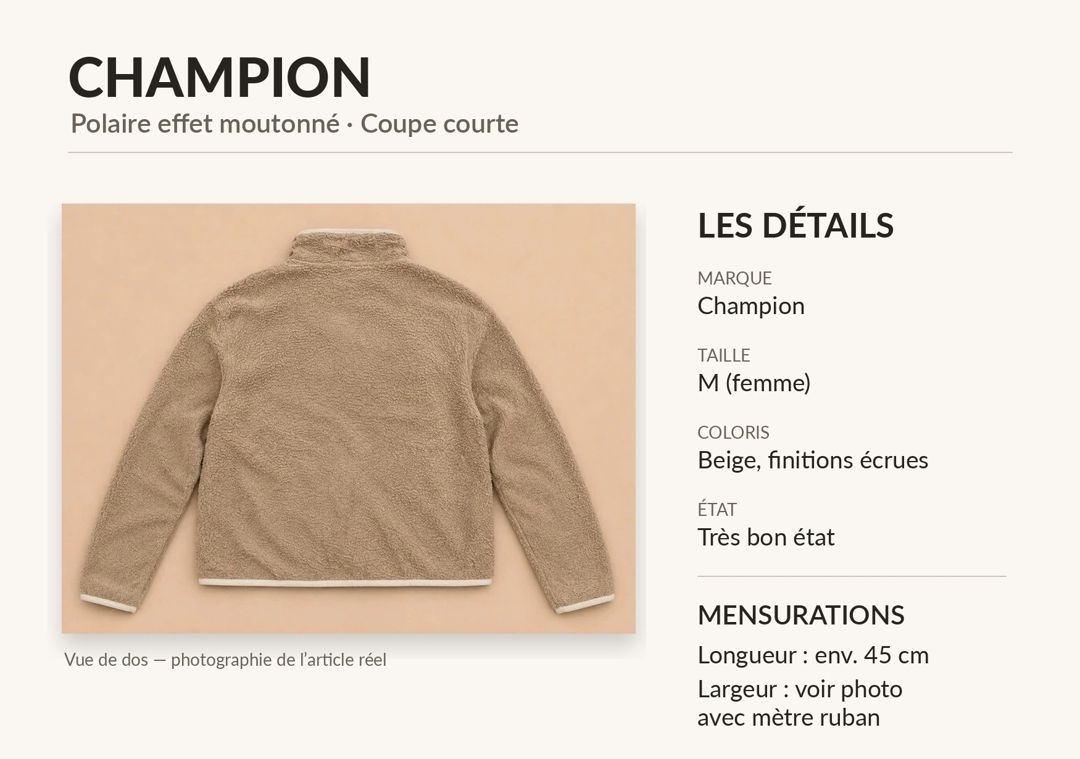 CHAMPION
Polaire effet moutonné · Coupe courte
Vue de dos — photographie de l’article réel
LES DÉTAILS
MARQUE
Champion
TAILLE
M (femme)
COLORIS
Beige, finitions écrues
ÉTAT
Très bon état
MENSURATIONS
Longueur : env. 45 cm
Largeur : voir photo
avec mètre ruban